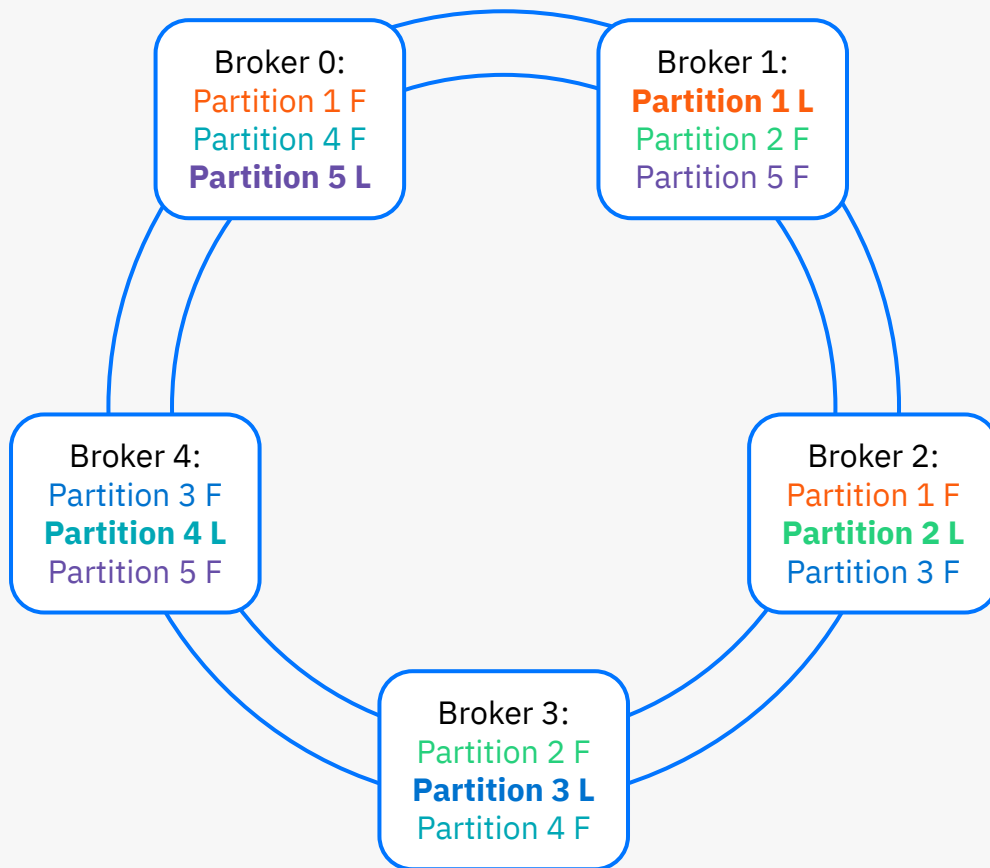 Broker 0:
Partition 1 F
Partition 4 F
Partition 5 L
Broker 1:
Partition 1 L
Partition 2 F
Partition 5 F
Broker 4:
Partition 3 F
Partition 4 L
Partition 5 F
Broker 2:
Partition 1 F
Partition 2 L
Partition 3 F
Broker 3:
Partition 2 F
Partition 3 L
Partition 4 F